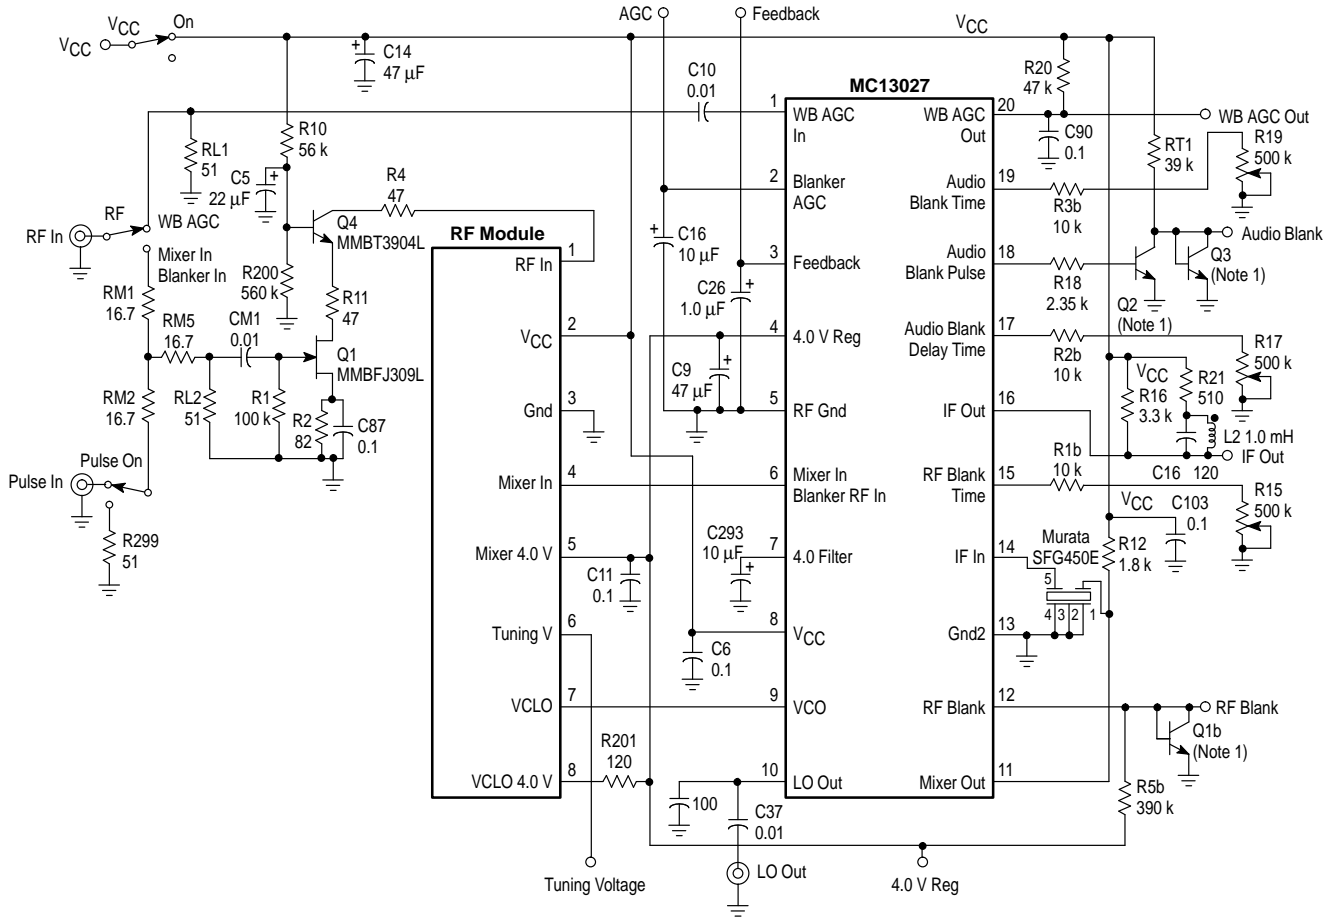 AGC
Feedback
VCC
VCC
On
VCC
C14
47 µF
VCC
R20
47 k
C10
0.01
MC13027
R10
56 k
RL1
51
C5
22 µF
R4
47
Q4
MMBT3904L
RF
RF In
WB AGC
Mixer In
Blanker In
R200
560 k
R11
47
RM1
16.7
RM5
16.7
CM1
0.01
Q1
MMBFJ309L
RM2
16.7
RL2
51
R1
100 k
R2
82
C87
0.1
Pulse On
Pulse In
R299
51
RF Module
RF In
1
VCC
2
Gnd
3
Mixer In
4
Mixer 4.0 V
5
Tuning V
6
VCLO
7
VCLO 4.0 V
8
C16
10 µF
C26
1.0 µF
C9
47 µF
C293
10 µF
C11
0.1
C6
0.1
R201
120
100
C37
0.01
LO Out
Tuning Voltage
4.0 V Reg
1
WB AGC
In
2
Blanker
AGC
3
Feedback
4
4.0 V Reg
5
RF Gnd
6
Mixer In
Blanker RF In
7
4.0 Filter
8
VCC
9
VCO
10
LO Out
WB AGC
Out
20
Audio
Blank Time
19
Audio
Blank Pulse
18
Audio Blank
Delay Time
17
IF Out
16
RF Blank
Time
15
IF In
14
Gnd2
13
RF Blank
12
Mixer Out
11
C90
0.1
WB AGC Out
RT1
39 k
R19
500 k
R3b
10 k
Audio Blank
Q3
(Note 1)
R18
2.35 k
Q2
(Note 1)
R2b
10 k
R17
500 k
VCC
R16
3.3 k
R21
510
L2 1.0 mH
IF Out
C16
120
R1b
10 k
VCC
C103
0.1
R15
500 k
Murata
SFG450E
R12
1.8 k
5
4
3
2
1
RF Blank
Q1b
(Note 1)
R5b
390 k